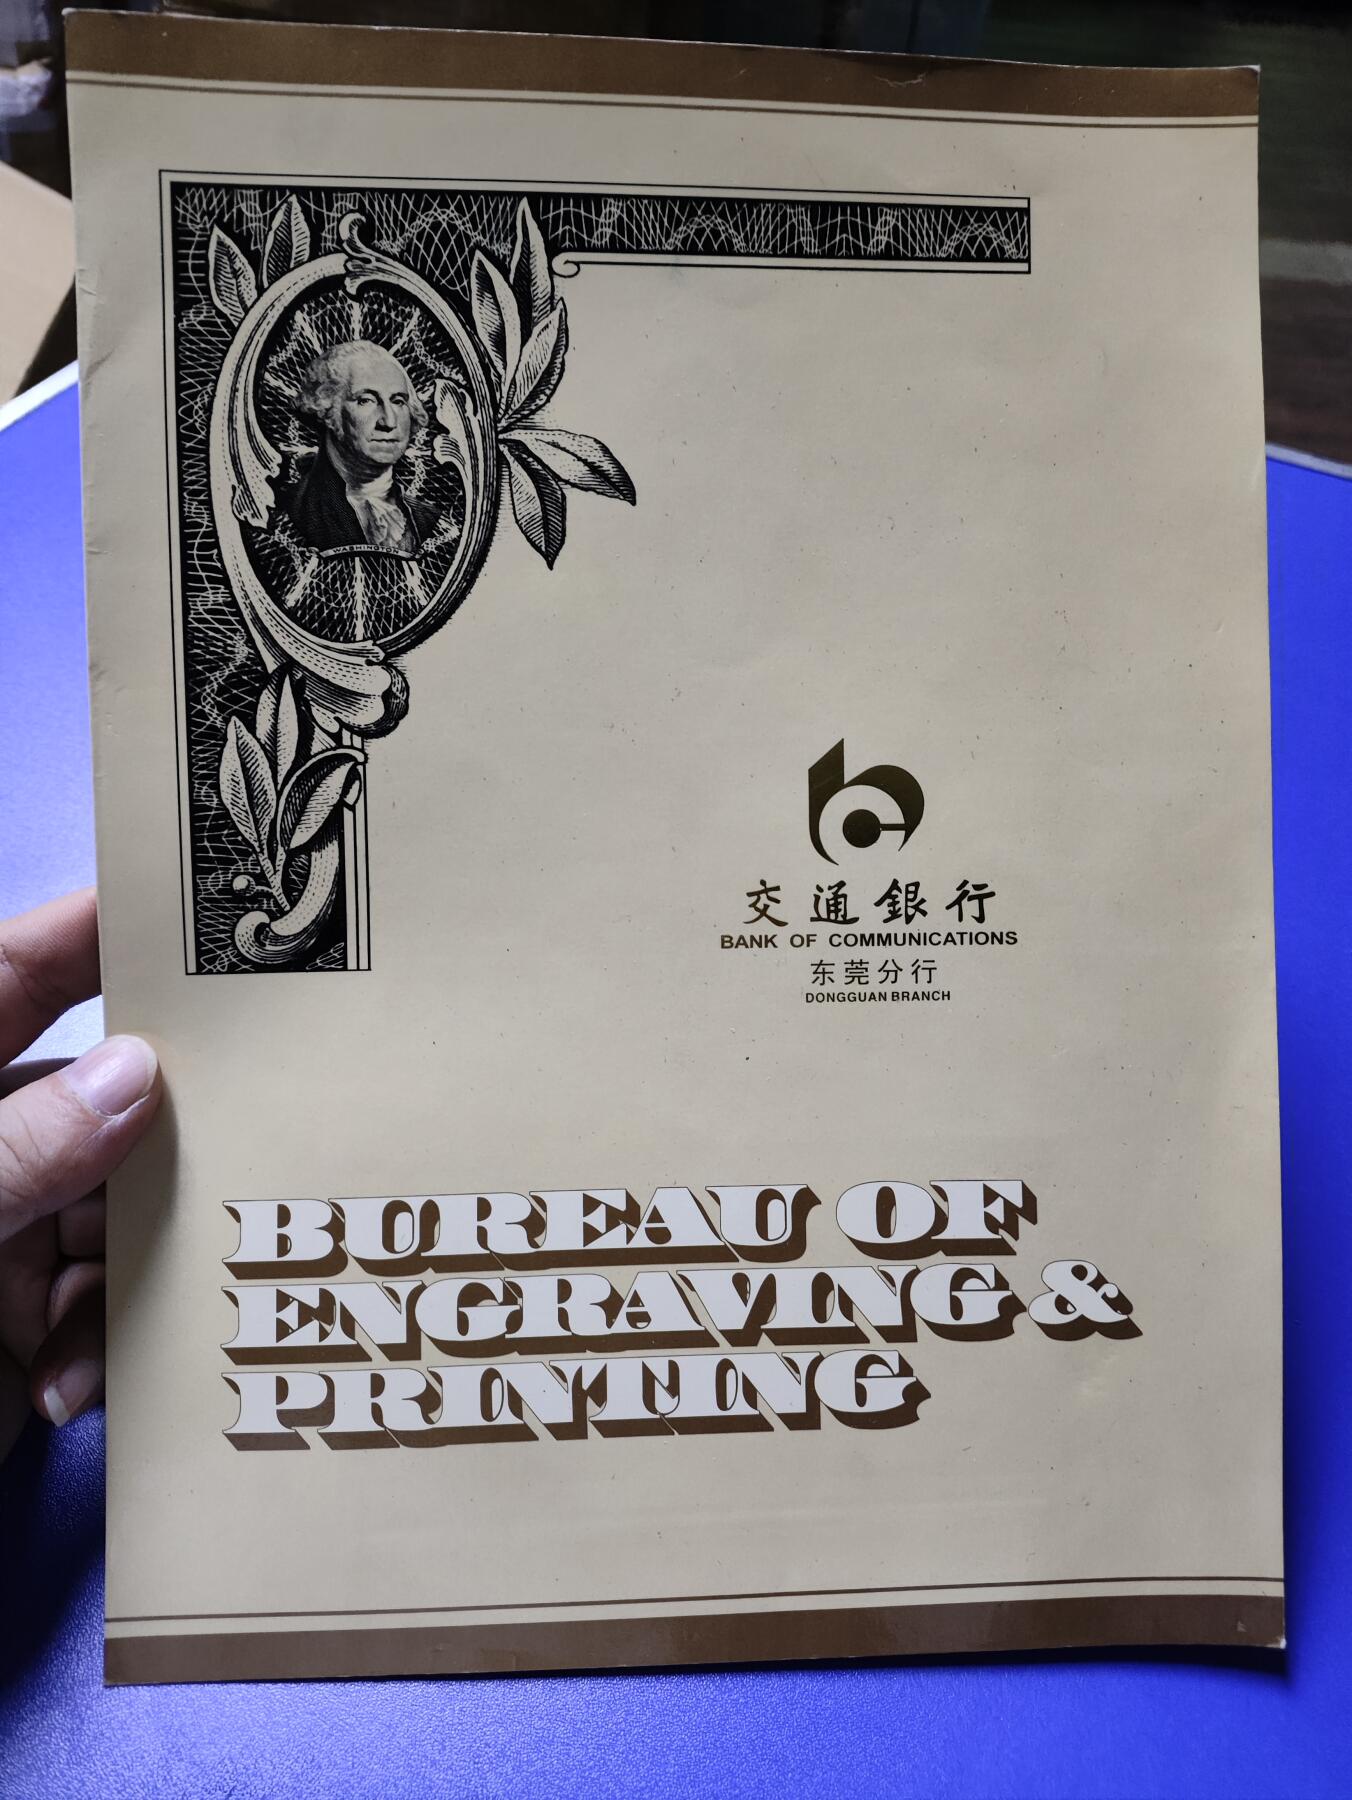 WASHINGTON
交通銀行
BANK OF COMMUNICATIONS
东莞分行
DONGGUAN BRANCH
BUREAU OF
ENGRAVING &
PRINTING